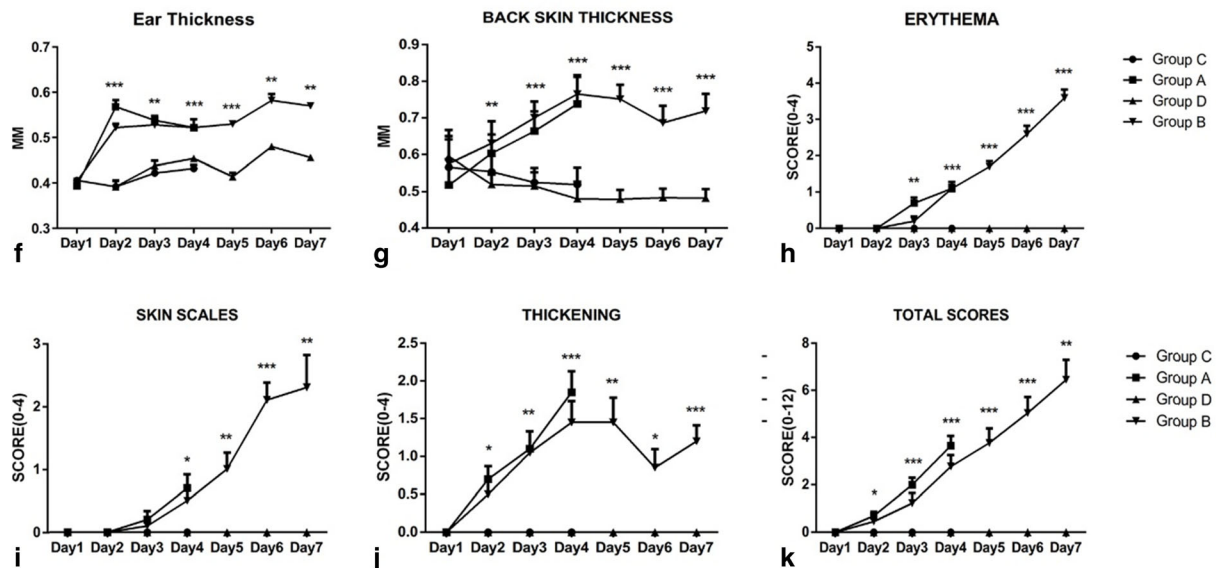 Ear Thickness
0.7
0.6
0.5
0.4
0.3
MM
*** ** *** *** ** **
Day1 Day2 Day3 Day4 Day5 Day6 Day7
f
BACK SKIN THICKNESS
0.9
0.8
0.7
0.6
0.5
0.4
MM
** *** *** *** *** ***
Day1 Day2 Day3 Day4 Day5 Day6 Day7
g
ERYTHEMA
5
4
3
2
1
0
SCORE(0-4)
** *** *** *** ***
Day1 Day2 Day3 Day4 Day5 Day6 Day7
h
Group C
Group A
Group D
Group B
SKIN SCALES
3
2
1
0
SCORE(0-4)
* ** *** **
Day1 Day2 Day3 Day4 Day5 Day6 Day7
i
THICKENING
2.5
2.0
1.5
1.0
0.5
0.0
SCORE(0-4)
* ** *** ** * ***
Day1 Day2 Day3 Day4 Day5 Day6 Day7
j
TOTAL SCORES
8
6
4
2
0
SCORE(0-12)
* *** *** *** *** **
Day1 Day2 Day3 Day4 Day5 Day6 Day7
k
Group C
Group A
Group D
Group B